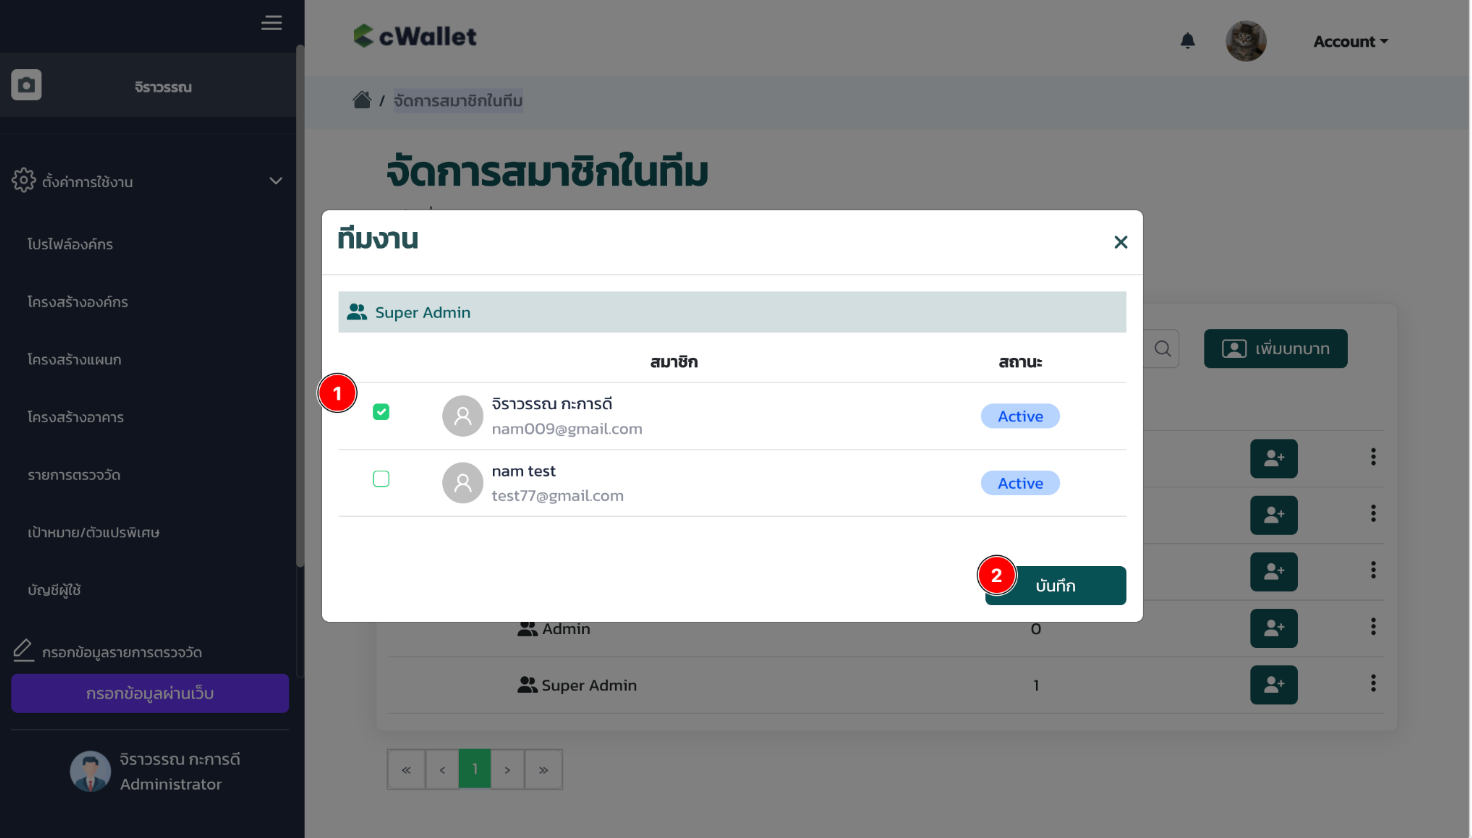 cWallet
Account
จิราวรรณ
/ จัดการสมาชิกในทีม
จัดการสมาชิกในทีม
ตั้งค่าการใช้งาน
โปรไฟล์องค์กร
โครงสร้างองค์กร
โครงสร้างแผนก
โครงสร้างอาคาร
รายการตรวจวัด
เป้าหมาย/ตัวแปรพิเศษ
บัญชีผู้ใช้
กรอกข้อมูลรายการตรวจวัด
กรอกข้อมูลผ่านเว็บ
จิราวรรณ กะการดี
Administrator
ทีมงาน
Super Admin
สมาชิก สถานะ
1
จิราวรรณ กะการดี
nam009@gmail.com
Active
nam test
test77@gmail.com
Active
2
บันทึก
เพิ่มบทบาท
Admin 0
Super Admin 1
« < 1 > »